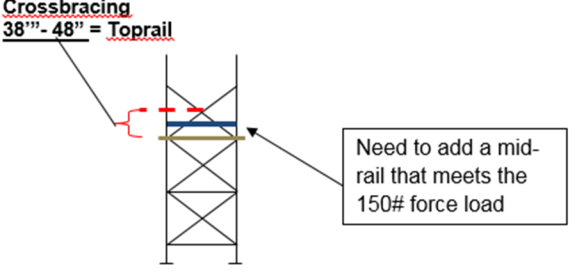 Crossbracing
38’”- 48” = Toprail
Need to add a mid-
rail that meets the
150# force load